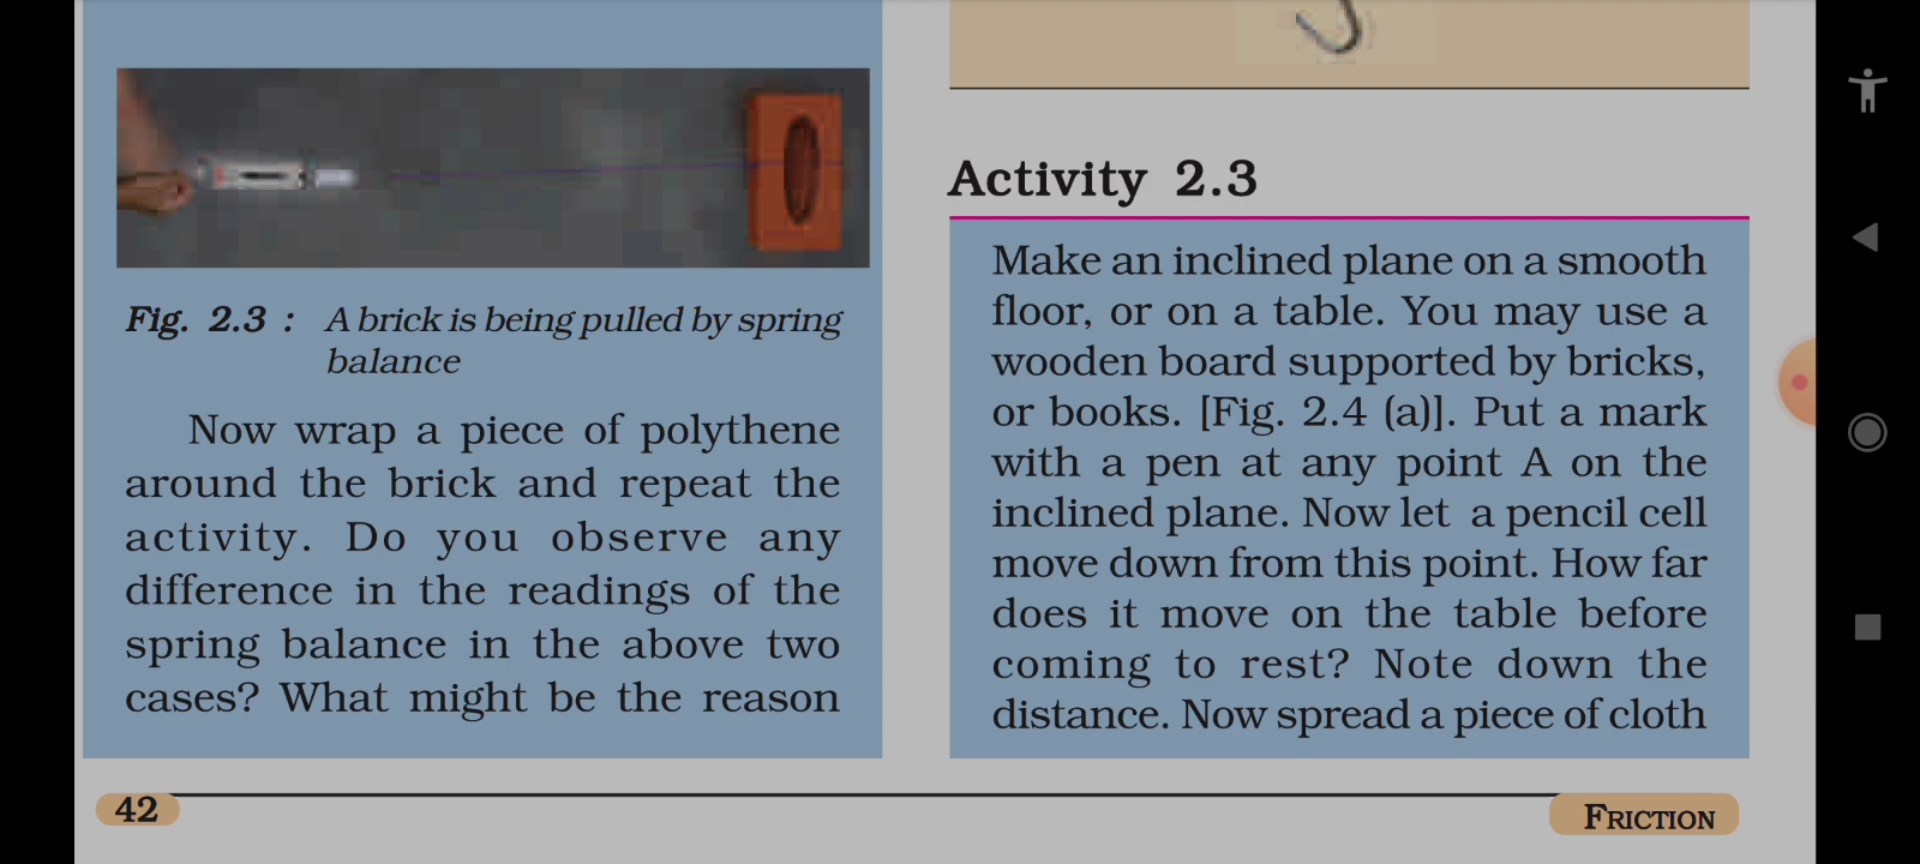 Fig. 2.3 : A brick is being pulled by spring
balance
Now wrap a piece of polythene
around the brick and repeat the
activity. Do you observe any
difference in the readings of the
spring balance in the above two
cases? What might be the reason
Activity 2.3
Make an inclined plane on a smooth
floor, or on a table. You may use a
wooden board supported by bricks,
or books. [Fig. 2.4 (a)]. Put a mark
with a pen at any point A on the
inclined plane. Now let a pencil cell
move down from this point. How far
does it move on the table before
coming to rest? Note down the
distance. Now spread a piece of cloth
42
FRICTION